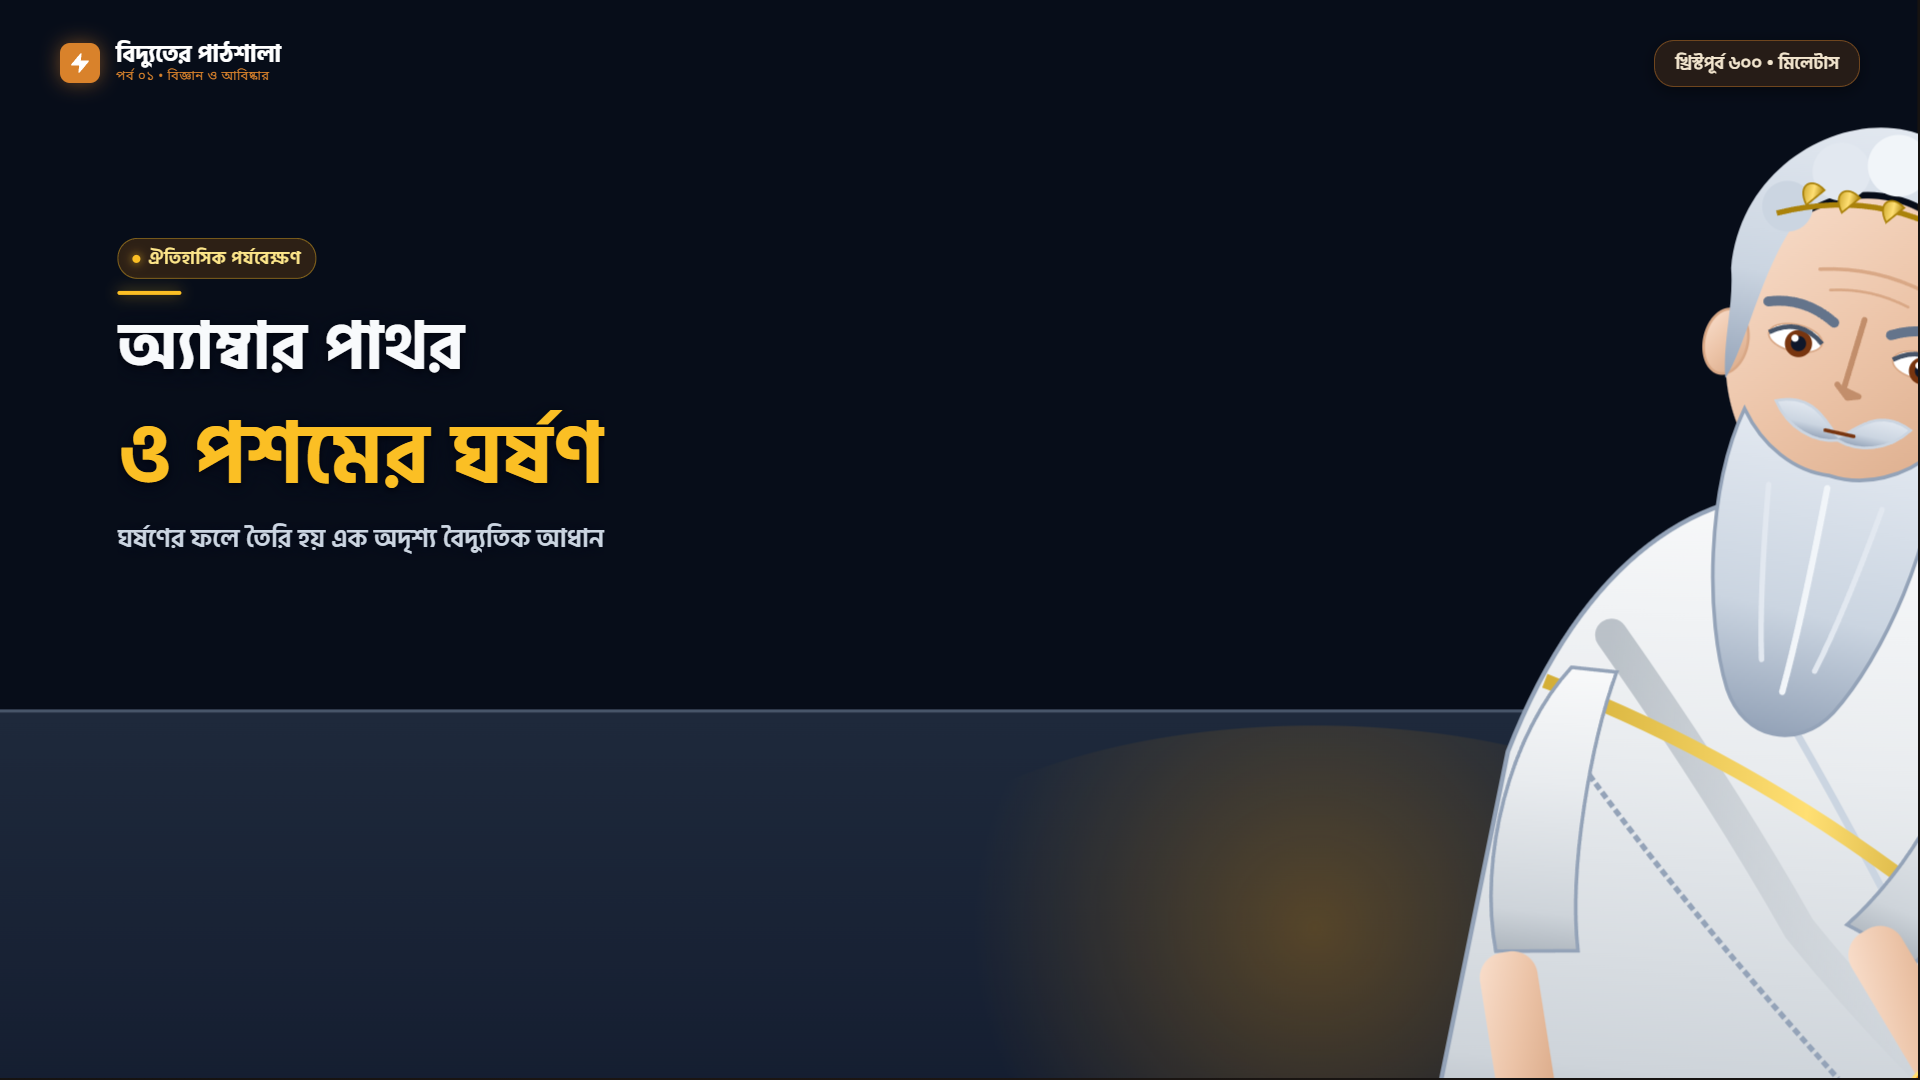 বিদ্যুতের পাঠশালা
পর্ব ০১ • বিজ্ঞান ও আবিষ্কার
খ্রিস্টপূর্ব ৬০০ • মিলেটাস
ঐতিহাসিক পর্যবেক্ষণ
অ্যাম্বার পাথর
ও পশমের ঘর্ষণ
ঘর্ষণের ফলে তৈরি হয় এক অদৃশ্য বৈদ্যুতিক আধান